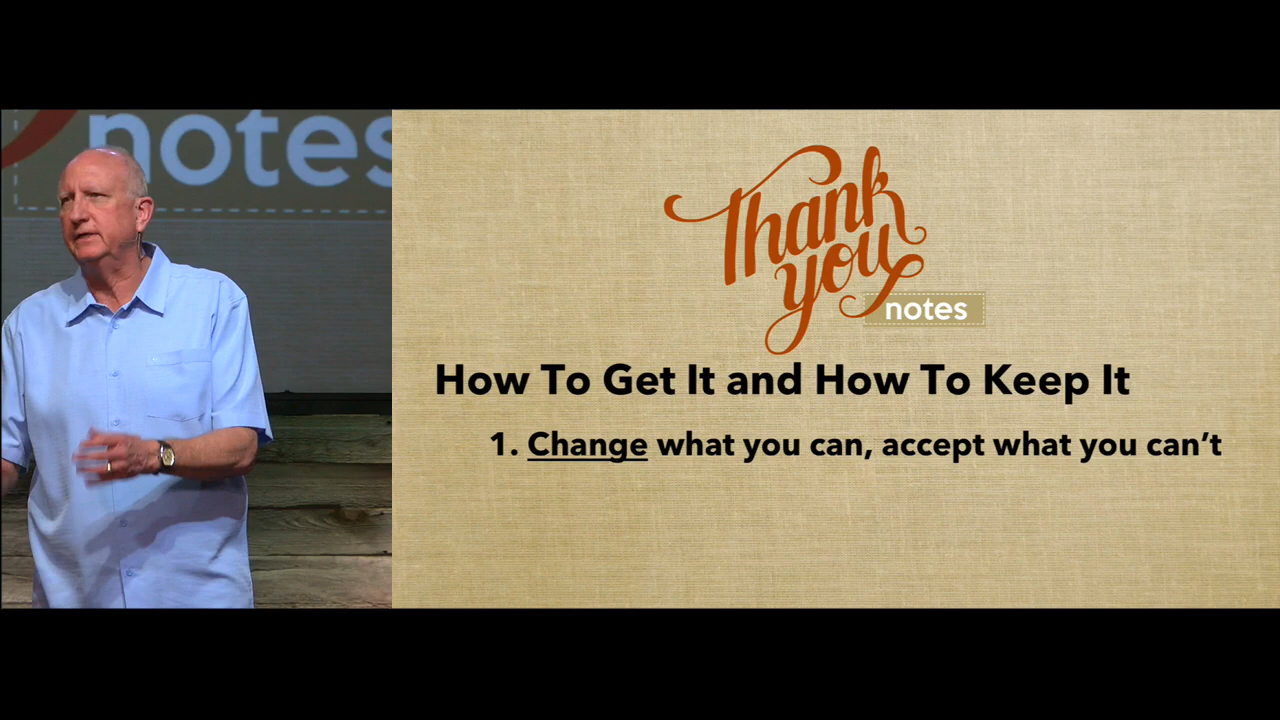 notes
Thank
you
notes
How To Get It and How To Keep It
1. Change what you can, accept what you can’t